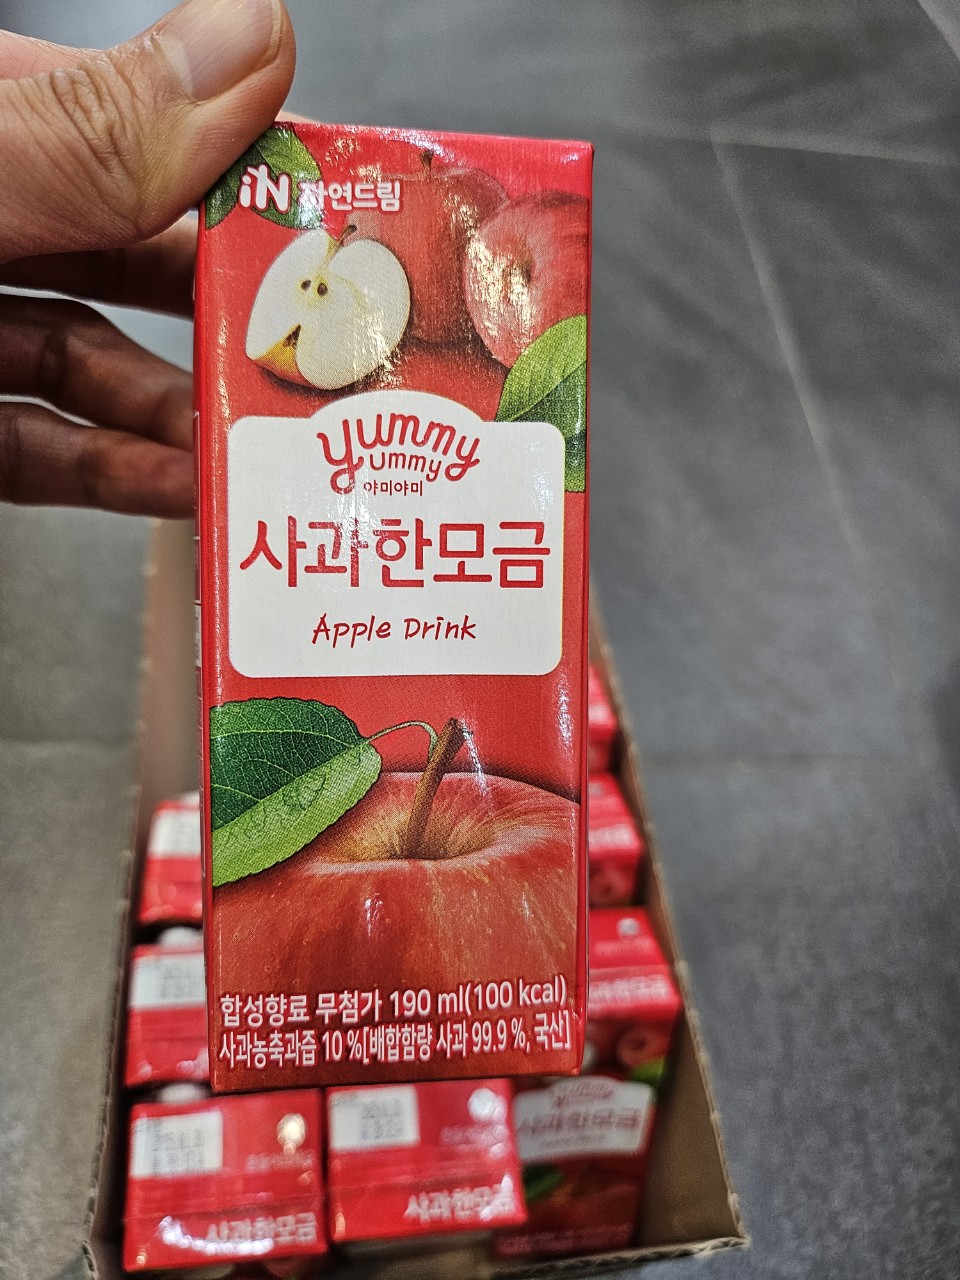 iN 자연드림
yummy
ummy
야미야미
사과한모금
Apple Drink
합성향료 무첨가 190 ml(100 kcal)
사과농축과즙 10 %[배합함량 사과 99.9 %, 국산]
사과한모금
사과한모금
사과한모금